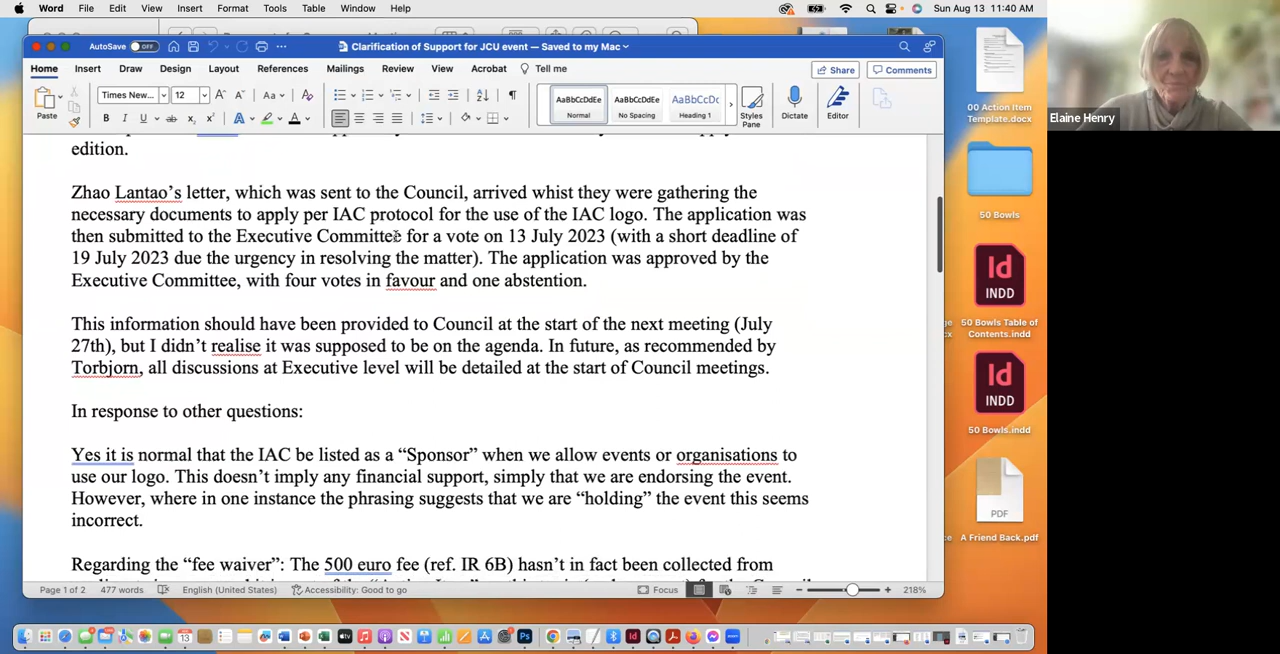 Word File Edit View Insert Format Tools Table Window Help Sun Aug 13 11:40 AM
AutoSave OFF Clarification of Support for JCU event — Saved to my Mac
Home Insert Draw Design Layout References Mailings Review View Acrobat Tell me Share Comments
Times New... 12 Aa
Paste
AaBbCcDdEe AaBbCcDdEe AaBbCcDc
Normal No Spacing Heading 1 Styles Pane Dictate Editor
edition.
Zhao Lantao’s letter, which was sent to the Council, arrived whist they were gathering the
necessary documents to apply per IAC protocol for the use of the IAC logo. The application was
then submitted to the Executive Committee for a vote on 13 July 2023 (with a short deadline of
19 July 2023 due the urgency in resolving the matter). The application was approved by the
Executive Committee, with four votes in favour and one abstention.
This information should have been provided to Council at the start of the next meeting (July
27th), but I didn’t realise it was supposed to be on the agenda. In future, as recommended by
Torbjorn, all discussions at Executive level will be detailed at the start of Council meetings.
In response to other questions:
Yes it is normal that the IAC be listed as a “Sponsor” when we allow events or organisations to
use our logo. This doesn’t imply any financial support, simply that we are endorsing the event.
However, where in one instance the phrasing suggests that we are “holding” the event this seems
incorrect.
Regarding the “fee waiver”: The 500 euro fee (ref. IR 6B) hasn’t in fact been collected from
Page 1 of 2 477 words English (United States) Accessibility: Good to go Focus 218%
00 Action Item
Template.docx
50 Bowls
Id
INDD
50 Bowls Table of
Contents.indd
Id
INDD
50 Bowls.indd
PDF
A Friend Back.pdf
Elaine Henry